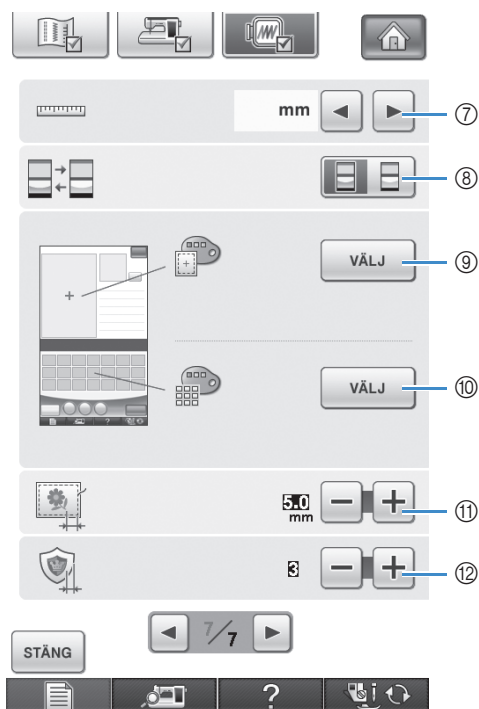 mm ⑦
⑧
VÄLJ ⑨
VÄLJ ⑩
5.0 mm ⑪
3 ⑫
7/7
STÄNG
?